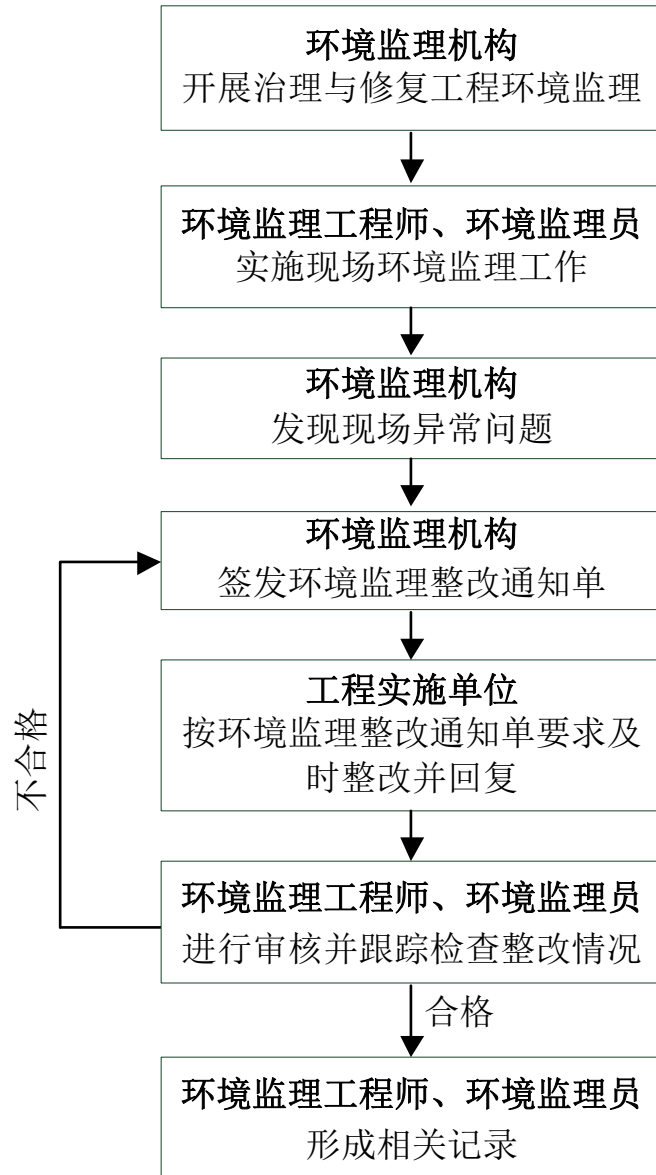 环境监理机构
开展治理与修复工程环境监理
环境监理工程师、环境监理员
实施现场环境监理工作
环境监理机构
发现现场异常问题
环境监理机构
签发环境监理整改通知单
工程实施单位
按环境监理整改通知单要求及
时整改并回复
不合格
环境监理工程师、环境监理员
进行审核并跟踪检查整改情况
合格
环境监理工程师、环境监理员
形成相关记录